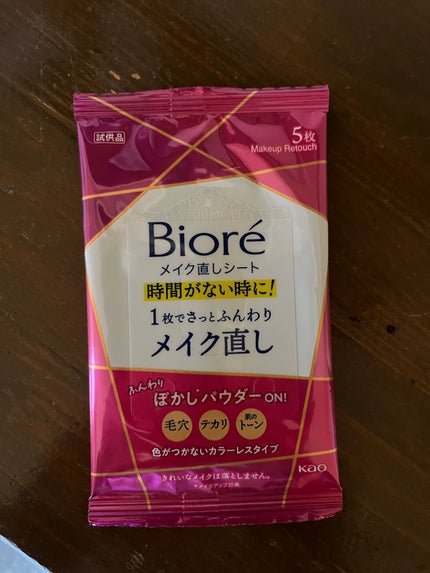 試供品
5枚
Makeup Retouch
Bioré
メイク直しシート
時間がない時に!
1枚でさっとふんわり
メイク直し
ふんわり
ぼかしパウダーON!
毛穴 テカリ 肌のトーン
色がつかないカラーレスタイプ
Kao
きれいなメイクは落としません。